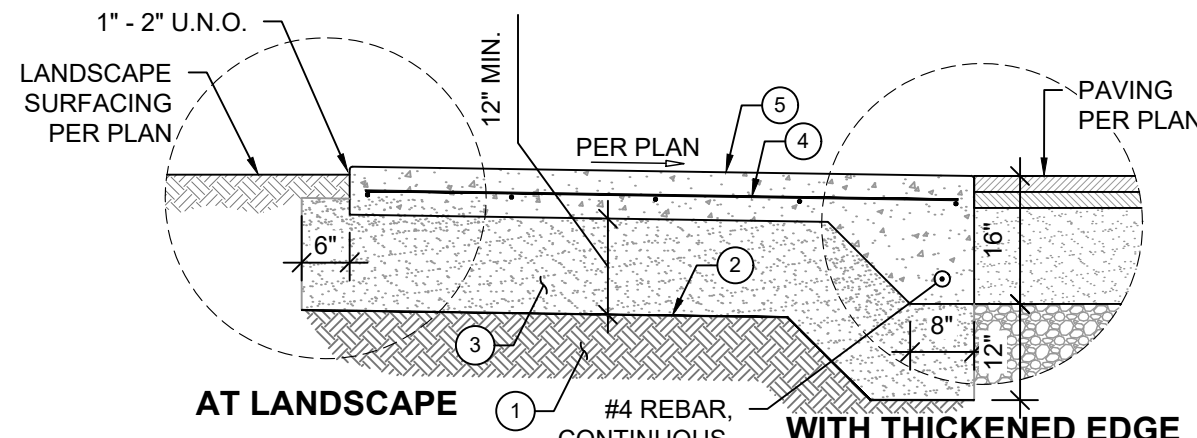 1" - 2" U.N.O.
LANDSCAPE
SURFACING
PER PLAN
12" MIN.
PER PLAN
5
4
PAVING
PER PLAN
6"
16"
2
3
8"
12"
1
AT LANDSCAPE
#4 REBAR,
CONTINUOUS
WITH THICKENED EDGE